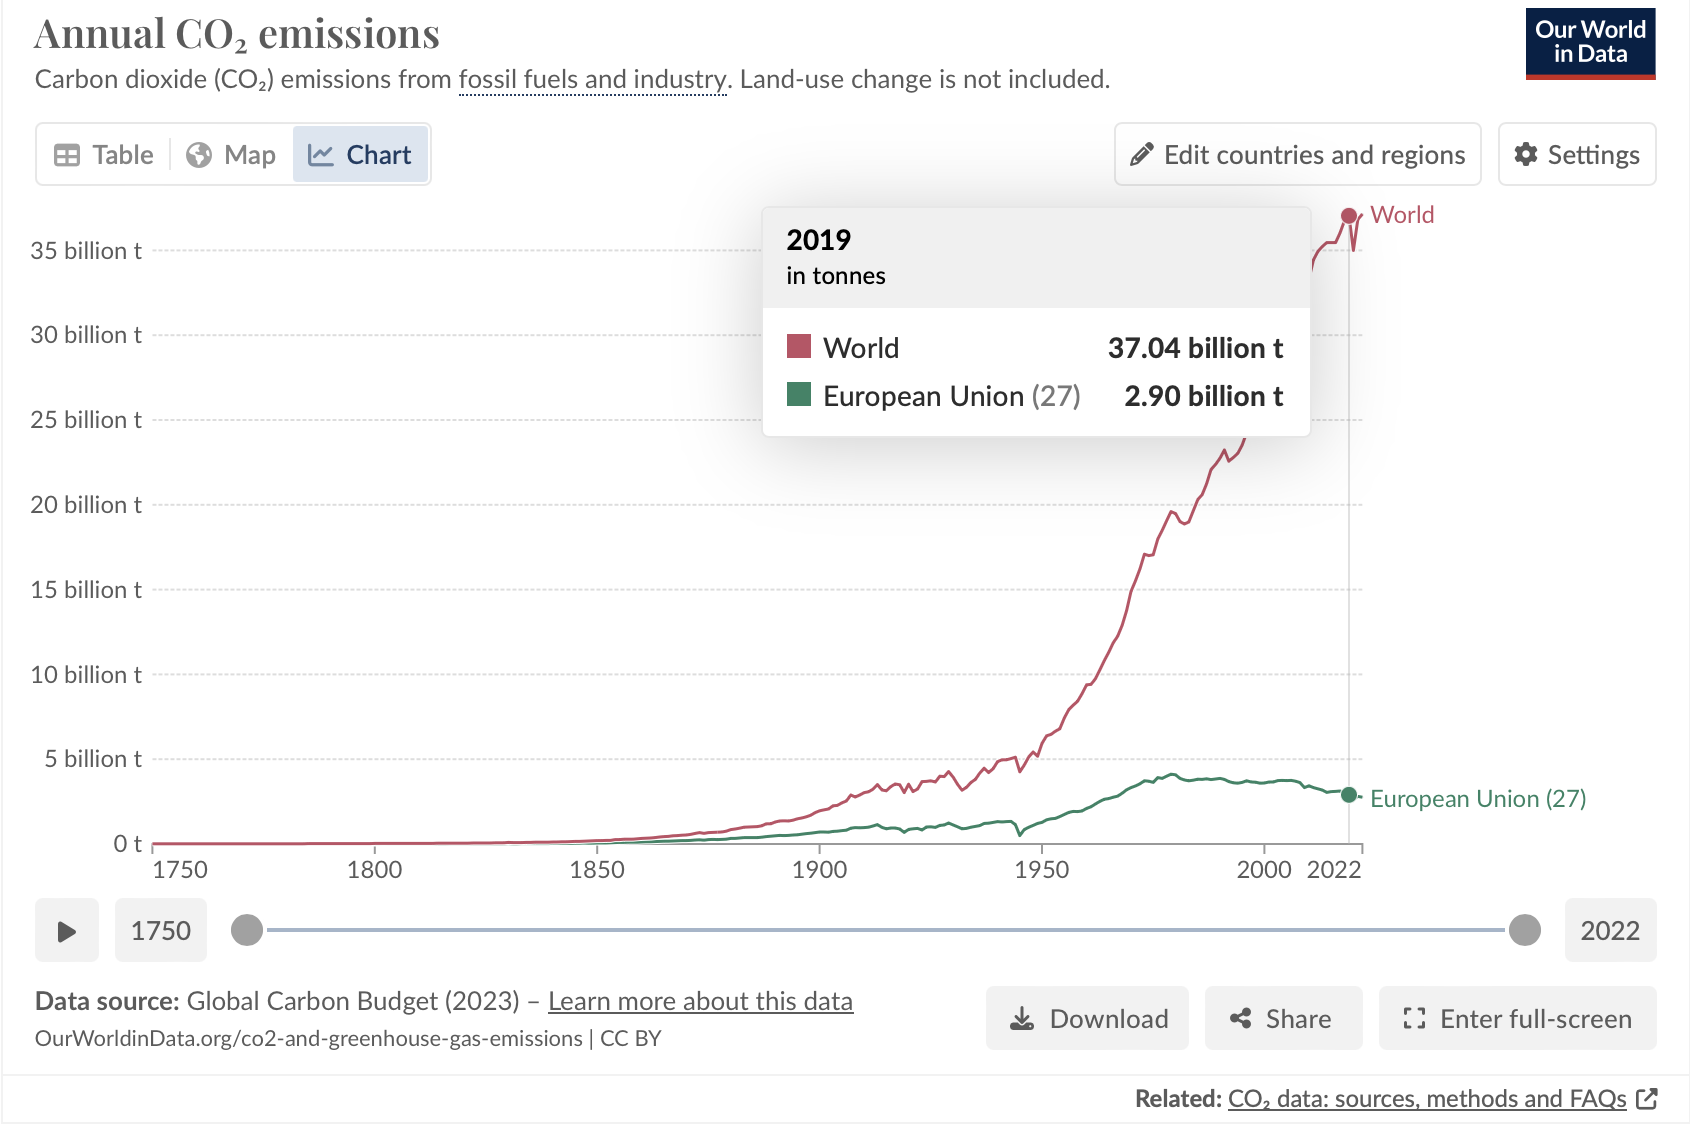 Annual CO₂ emissions
Our World
in Data
Carbon dioxide (CO₂) emissions from fossil fuels and industry. Land-use change is not included.
Table
Map
Chart
Edit countries and regions
Settings
World
2019
in tonnes
World 37.04 billion t
European Union (27) 2.90 billion t
35 billion t
30 billion t
25 billion t
20 billion t
15 billion t
10 billion t
5 billion t
0 t
European Union (27)
1750 1800 1850 1900 1950 2000 2022
1750
2022
Data source: Global Carbon Budget (2023) – Learn more about this data
OurWorldinData.org/co2-and-greenhouse-gas-emissions | CC BY
Download
Share
Enter full-screen
Related: CO₂ data: sources, methods and FAQs